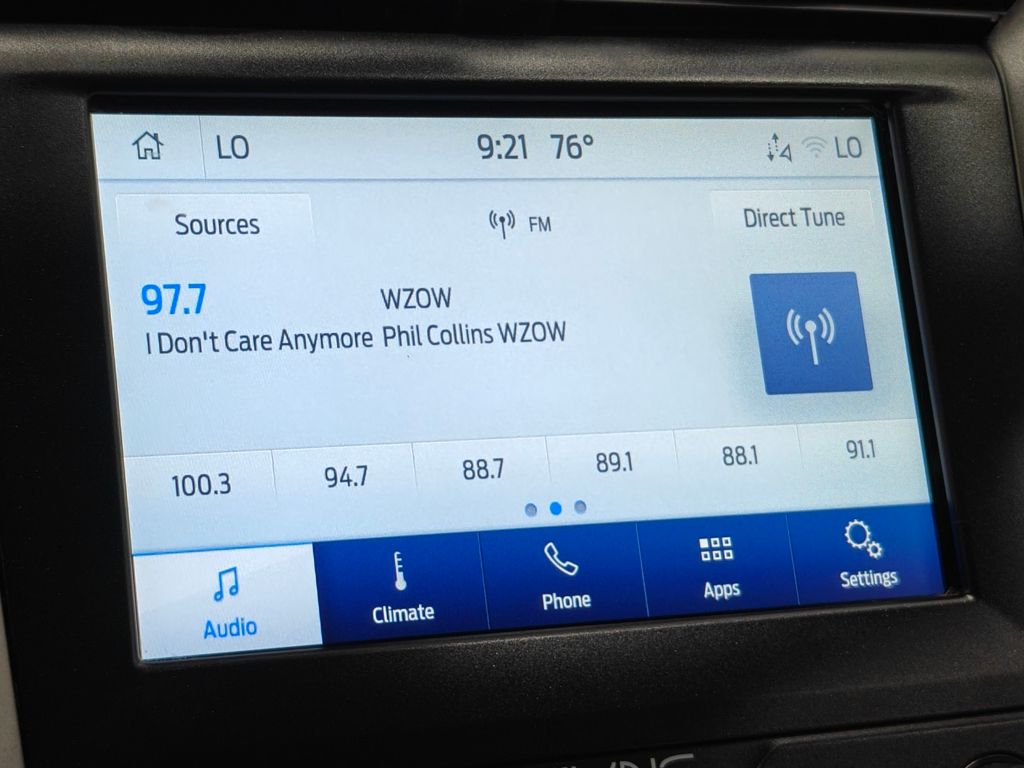 LO 9:21 76° LO
Sources FM Direct Tune
97.7 WZOW
I Don't Care Anymore Phil Collins WZOW
100.3 94.7 88.7 89.1 88.1 91.1
Audio Climate Phone Apps Settings